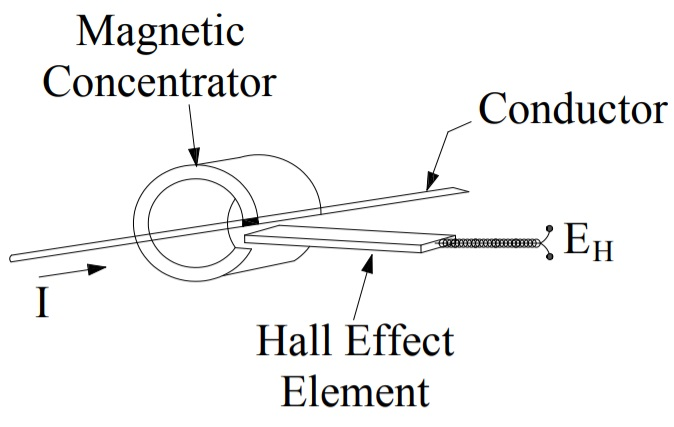 Magnetic
Concentrator
Conductor
E_H
I
Hall Effect
Element